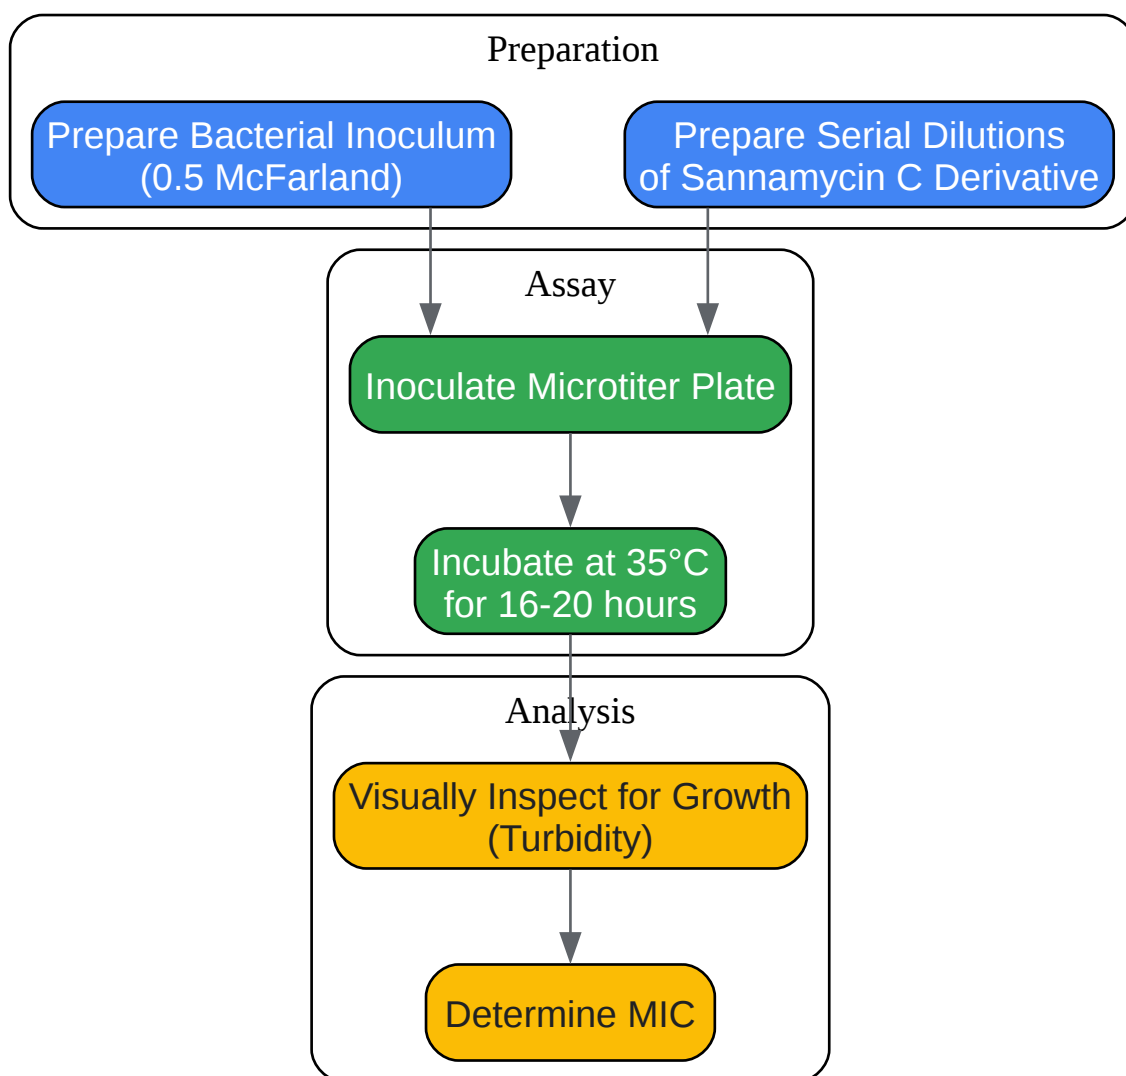 Preparation
Prepare Bacterial Inoculum
(0.5 McFarland)
Prepare Serial Dilutions
of Sannamycin C Derivative
Assay
Inoculate Microtiter Plate
Incubate at 35°C
for 16-20 hours
Analysis
Visually Inspect for Growth
(Turbidity)
Determine MIC